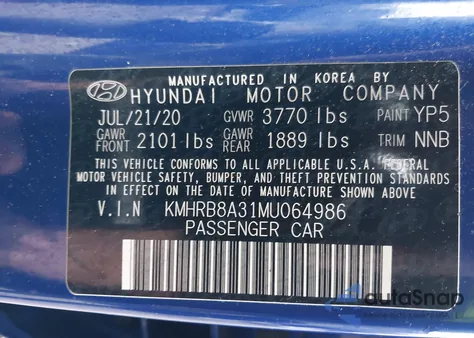 MANUFACTURED IN KOREA BY
HYUNDAI MOTOR COMPANY
JUL/21/20 GVWR 3770 lbs PAINT YP5
GAWR FRONT 2101 lbs GAWR REAR 1889 lbs TRIM NNB
THIS VEHICLE CONFORMS TO ALL APPLICABLE U.S.A. FEDERAL
MOTOR VEHICLE SAFETY, BUMPER, AND THEFT PREVENTION STANDARDS
IN EFFECT ON THE DATE OF MANUFACTURE SHOWN ABOVE.
V.I.N KMHRB8A31MU064986
PASSENGER CAR
autoSnap